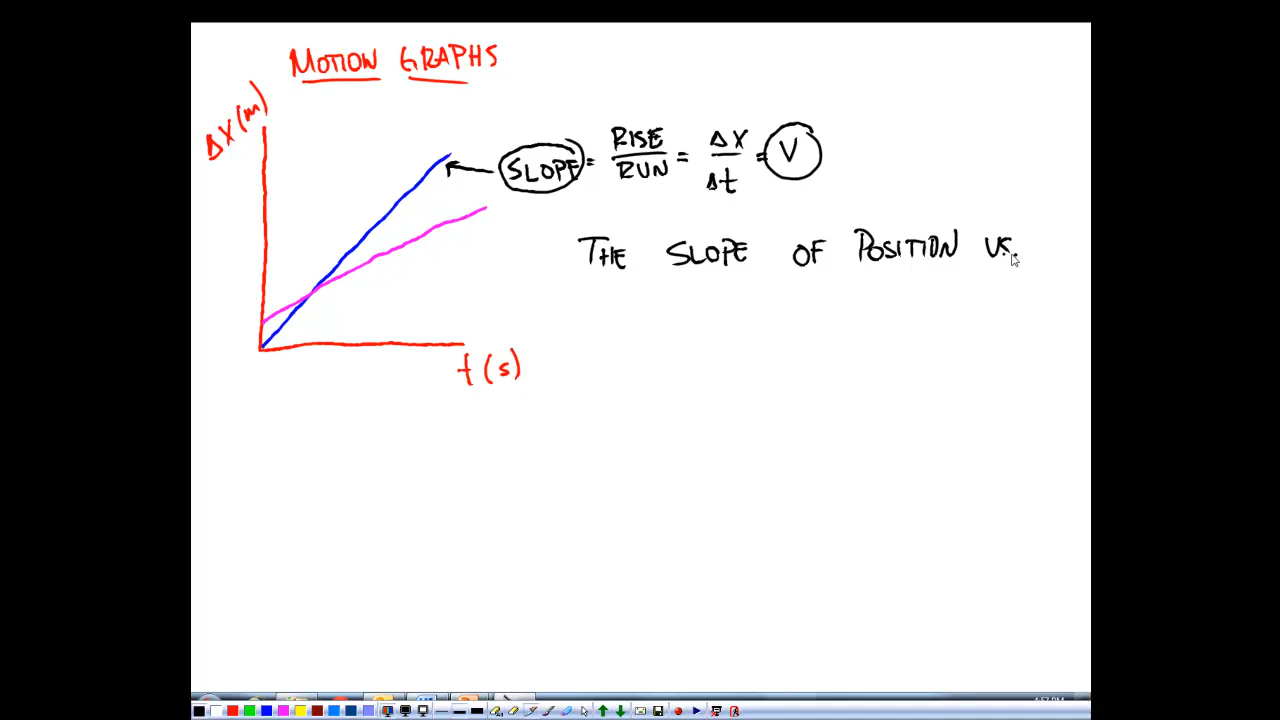 MOTION GRAPHS
ΔX (m)
SLOPE = RISE/RUN = ΔX/Δt = V
THE SLOPE OF POSITION VS.
t (s)